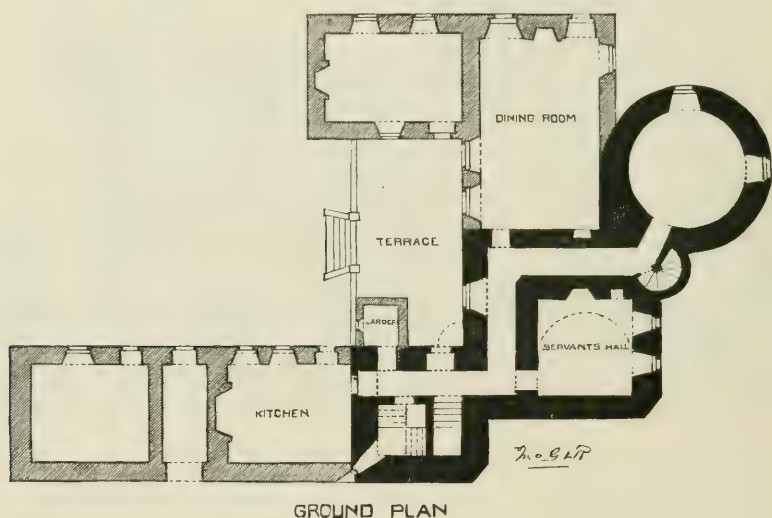 DINING ROOM
TERRACE
LARDER
SERVANTS HALL
KITCHEN
GROUND PLAN